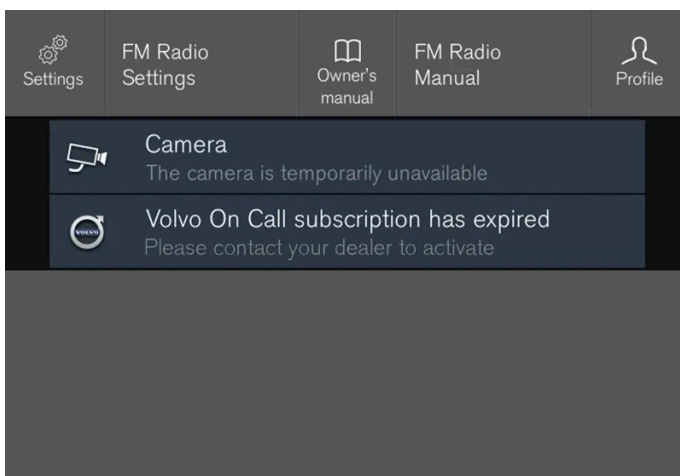 Settings
FM Radio
Settings
Owner's
manual
FM Radio
Manual
Profile
Camera
The camera is temporarily unavailable
VOLVO
Volvo On Call subscription has expired
Please contact your dealer to activate